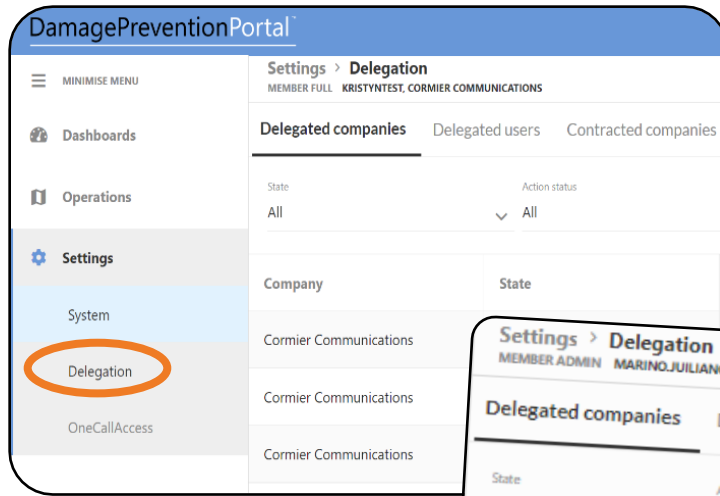 DamagePreventionPortal™
MINIMISE MENU
Dashboards
Operations
Settings
System
Delegation
OneCallAccess
Settings > Delegation
MEMBER FULL KRISTYNTEST, CORMIER COMMUNICATIONS
Delegated companies Delegated users Contracted companies
State Action status
All All
Company State
Cormier Communications
Cormier Communications
Cormier Communications
Settings > Delegation
MEMBER ADMIN
Delegated companies
State